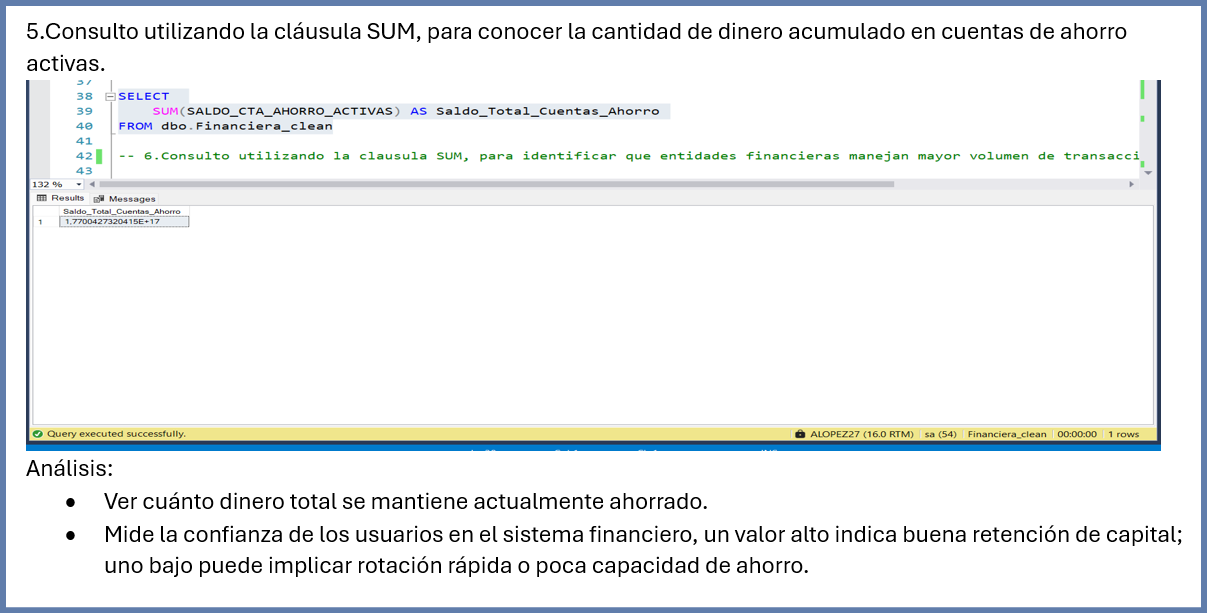 5.Consulto utilizando la cláusula SUM, para conocer la cantidad de dinero acumulado en cuentas de ahorro
activas.
37
38 SELECT
39 SUM(SALDO_CTA_AHORRO_ACTIVAS) AS Saldo_Total_Cuentas_Ahorro
40 FROM dbo.Financiera_clean
41
42 -- 6.Consulto utilizando la clausula SUM, para identificar que entidades financieras manejan mayor volumen de transacci
43
132 %
Results Messages
Saldo_Total_Cuentas_Ahorro
1 1,7700427320415E+17
Query executed successfully. ALOPEZ27 (16.0 RTM) sa (54) Financiera_clean 00:00:00 1 rows
Análisis:
• Ver cuánto dinero total se mantiene actualmente ahorrado.
• Mide la confianza de los usuarios en el sistema financiero, un valor alto indica buena retención de capital;
uno bajo puede implicar rotación rápida o poca capacidad de ahorro.